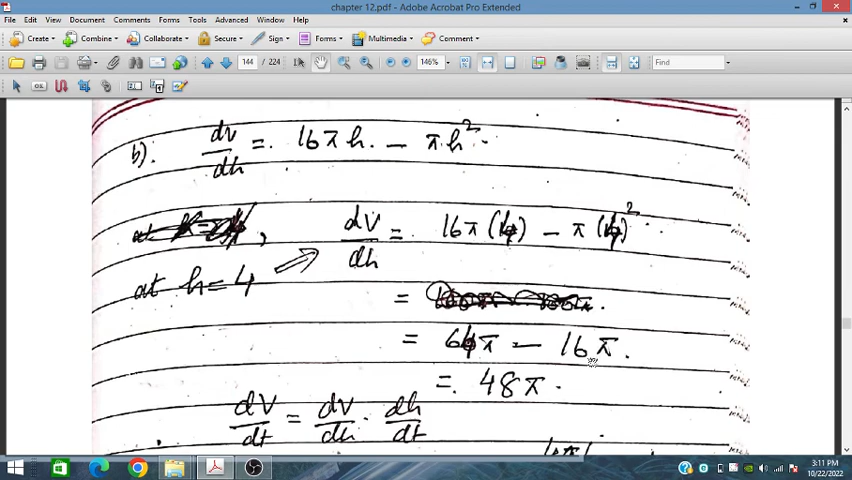 chapter 12.pdf - Adobe Acrobat Pro Extended
File Edit View Document Comments Forms Tools Advanced Window Help
Create Combine Collaborate Secure Sign Forms Multimedia Comment
144 / 224 146% Find
b). dv/dh = 16πh - πh².
dV/dh = 16π(4) - π(4)².
at h = 4
= 64π - 16π.
= 48π.
dV/dt = dV/dh · dh/dt
3:11 PM
10/22/2022